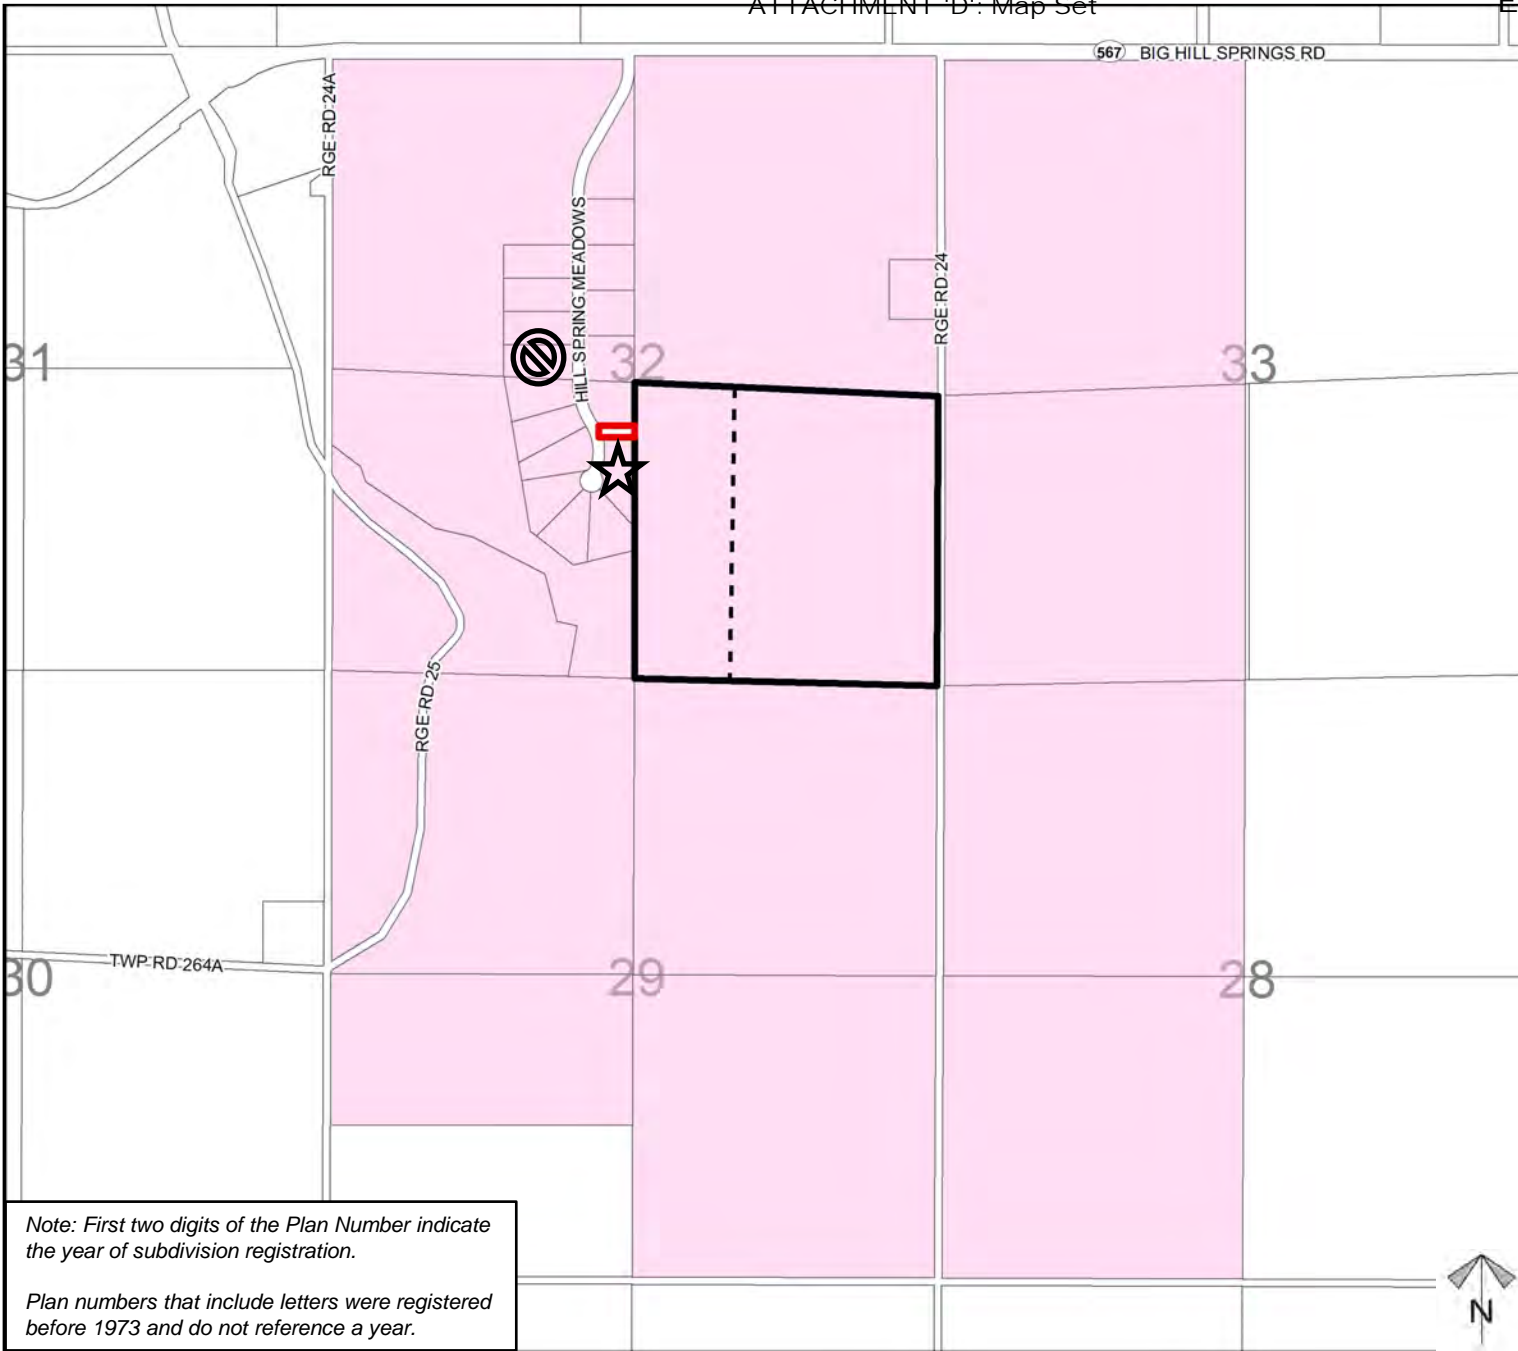 ATTACHMENT 'D': Map Set
567 BIG HILL SPRINGS RD
RGE RD 24A
HILL SPRING MEADOWS
RGE RD 24
31
32
33
RGE RD 25
TWP RD 264A
30
29
28
Note: First two digits of the Plan Number indicate
the year of subdivision registration.
Plan numbers that include letters were registered
before 1973 and do not reference a year.
N